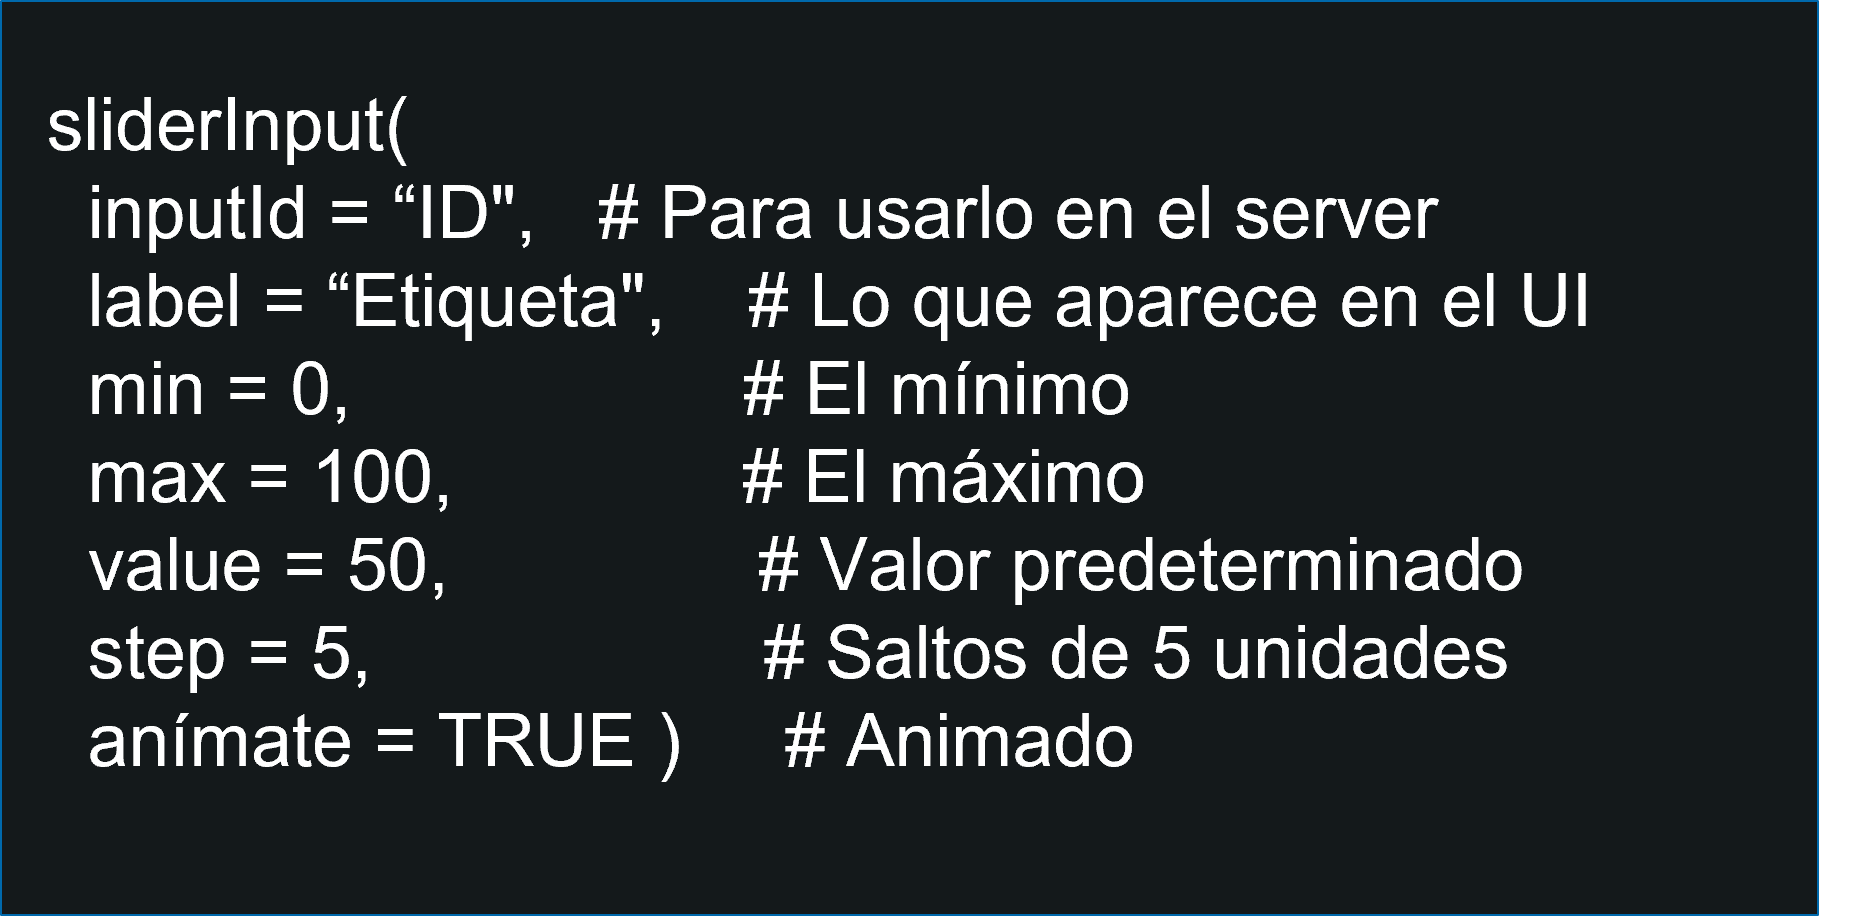 sliderInput(
inputId = “ID", # Para usarlo en el server
label = “Etiqueta", # Lo que aparece en el UI
min = 0, # El mínimo
max = 100, # El máximo
value = 50, # Valor predeterminado
step = 5, # Saltos de 5 unidades
anímate = TRUE ) # Animado